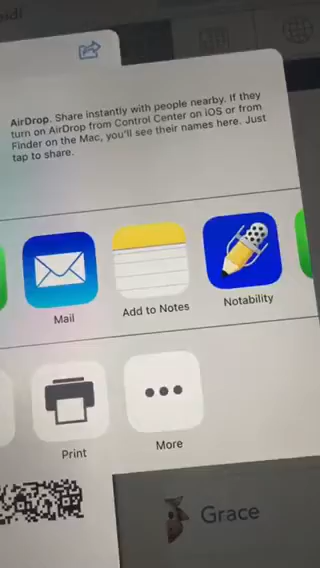 AirDrop. Share instantly with people nearby. If they
turn on AirDrop from Control Center on iOS or from
Finder on the Mac, you'll see their names here. Just
tap to share.
Mail
Add to Notes
Notability
Print
More
Grace